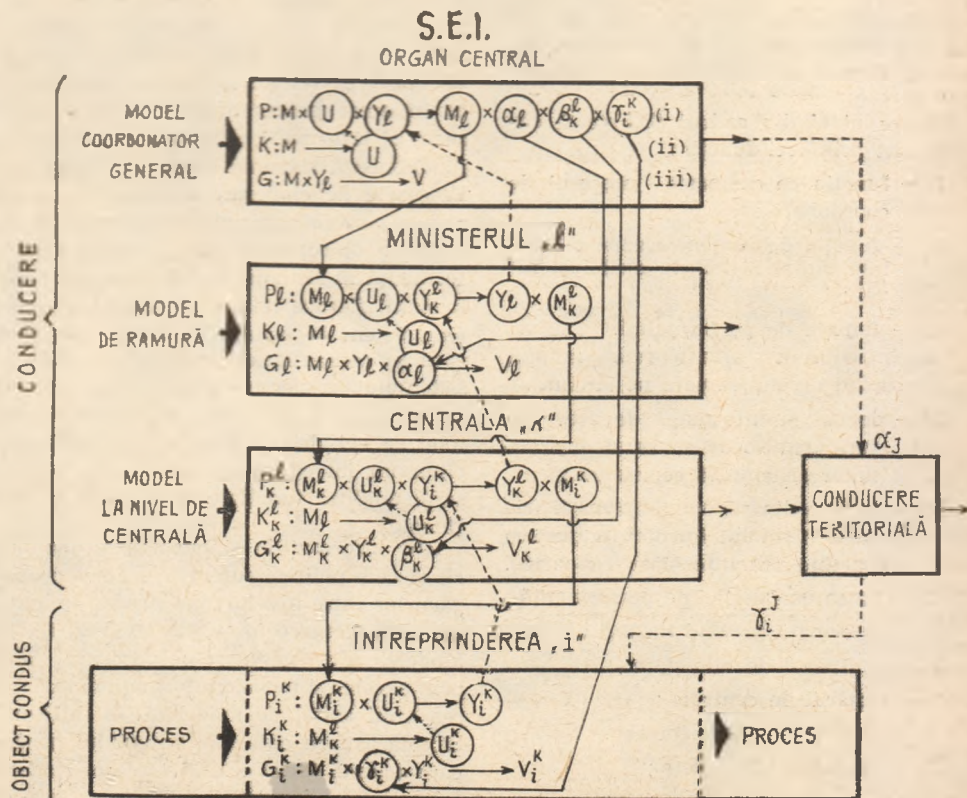 S.E.I.
ORGAN CENTRAL
CONDUCERE
MODEL
COORBONATOR
GENERAL
P: M × U × Yℓ → Mℓ × αℓ × βₖˡ × γᵢᴷ (i)
K: M → U (ii)
G: M × Yℓ → V (iii)
MINISTERUL „ℓ"
MODEL
DE RAMURĂ
Pℓ: Mℓ × Uℓ × Yₖˡ → Yℓ × Mₖˡ
Kℓ: Mℓ → Uℓ
Gℓ: Mℓ × Yℓ × αℓ → Vℓ
CENTRALA „K"
MODEL
LA NIVEL DE
CENTRALĂ
Pₖˡ: Mₖˡ × Uₖˡ × Yᵢᴷ → Yₖˡ × Mᵢᴷ
Kₖˡ: Mℓ → Uₖˡ
Gₖˡ: Mₖˡ × Yₖˡ × βₖˡ → Vₖˡ
αJ
CONDUCERE
TERITORIALĂ
γᵢᴶ
INTREPRINDEREA „i"
OBIECT CONDUS
PROCES
Pᵢᴷ: Mᵢᴷ × Uᵢᴷ → Yᵢᴷ
Kᵢᴷ: Mₖˡ → Uᵢᴷ
Gᵢᴷ: Mᵢᴷ × γᵢᴷ × Yᵢᴷ → Vᵢᴷ
PROCES